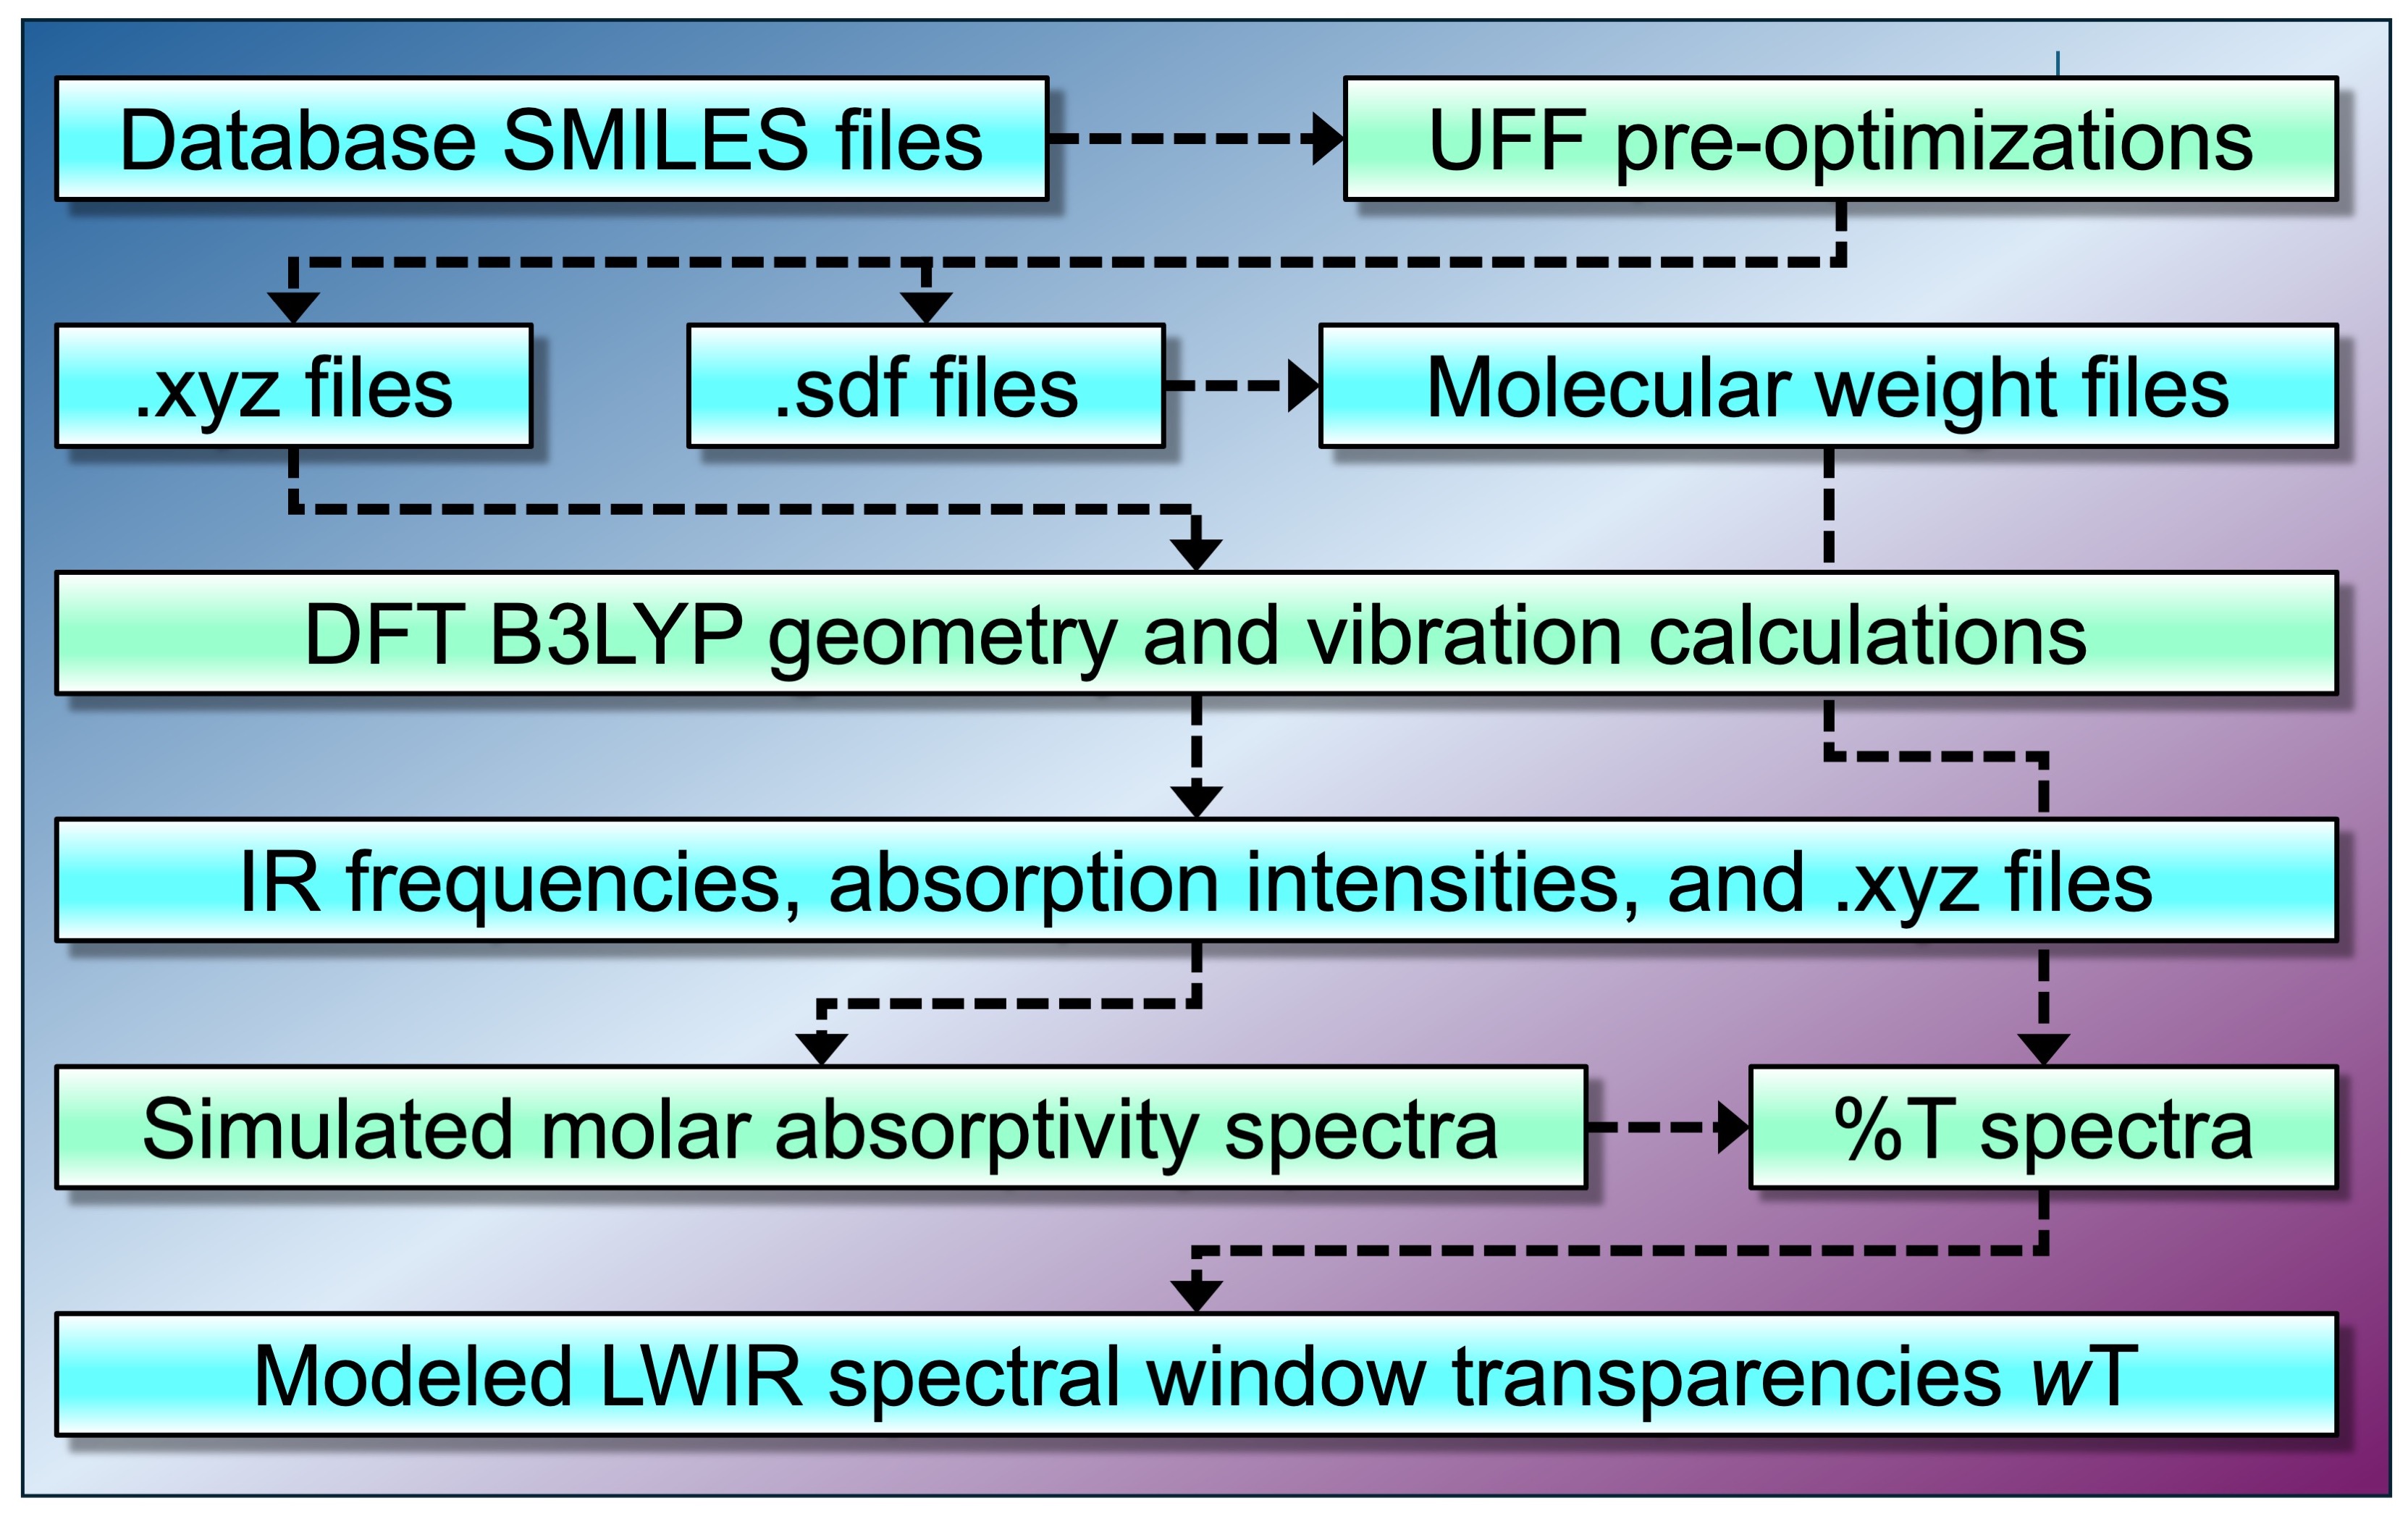 Database SMILES files
UFF pre-optimizations
.xyz files
.sdf files
Molecular weight files
DFT B3LYP geometry and vibration calculations
IR frequencies, absorption intensities, and .xyz files
Simulated molar absorptivity spectra
%T spectra
Modeled LWIR spectral window transparencies wT